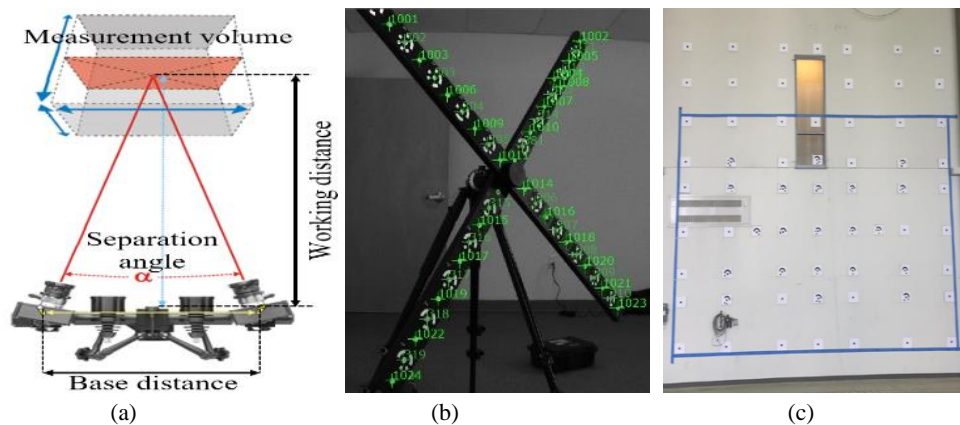 Measurement volume
Working distance
Separation
angle
α
Base distance
(a)
1001
1002
1003
1005
1004
1008
1006
1007
1009
1010
1011
1014
1015
1016
1017
1018
1019
1020
1021
1022
1023
1024
(b)
(c)